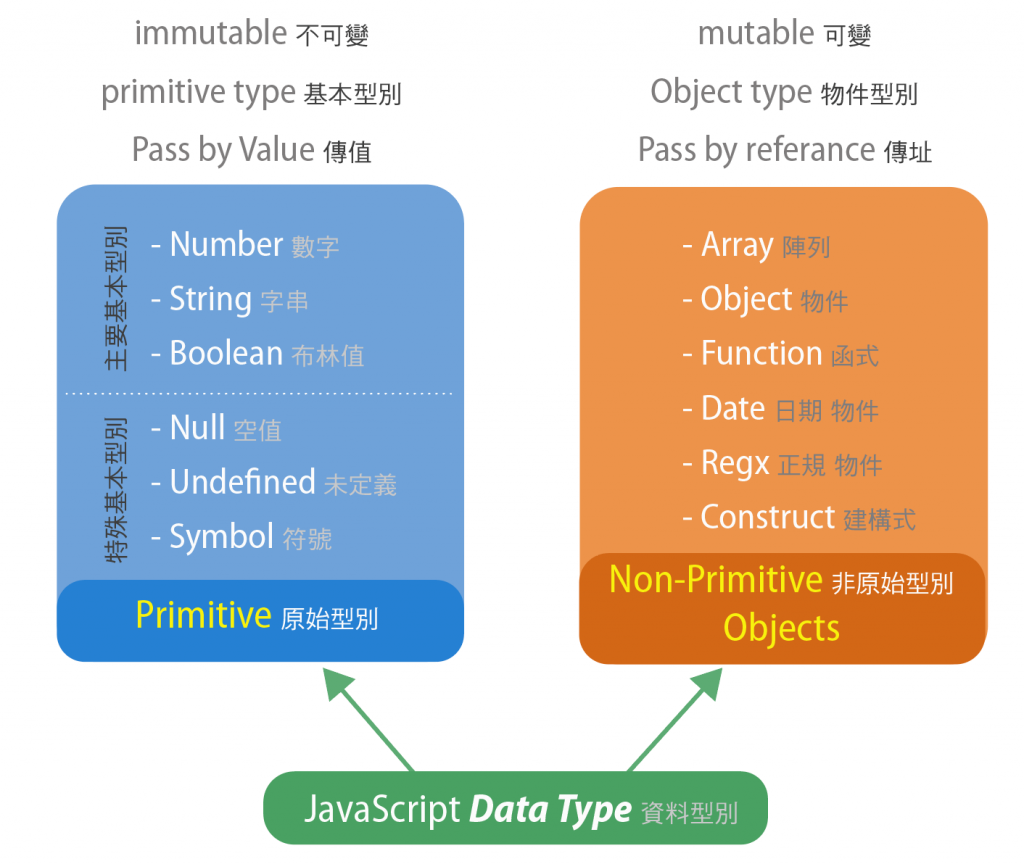 immutable 不可變
primitive type 基本型別
Pass by Value 傳值
主要基本型別
- Number 數字
- String 字串
- Boolean 布林值
特殊基本型別
- Null 空值
- Undefined 未定義
- Symbol 符號
Primitive 原始型別
mutable 可變
Object type 物件型別
Pass by referance 傳址
- Array 陣列
- Object 物件
- Function 函式
- Date 日期 物件
- Regx 正規 物件
- Construct 建構式
Non-Primitive 非原始型別
Objects
JavaScript Data Type 資料型別